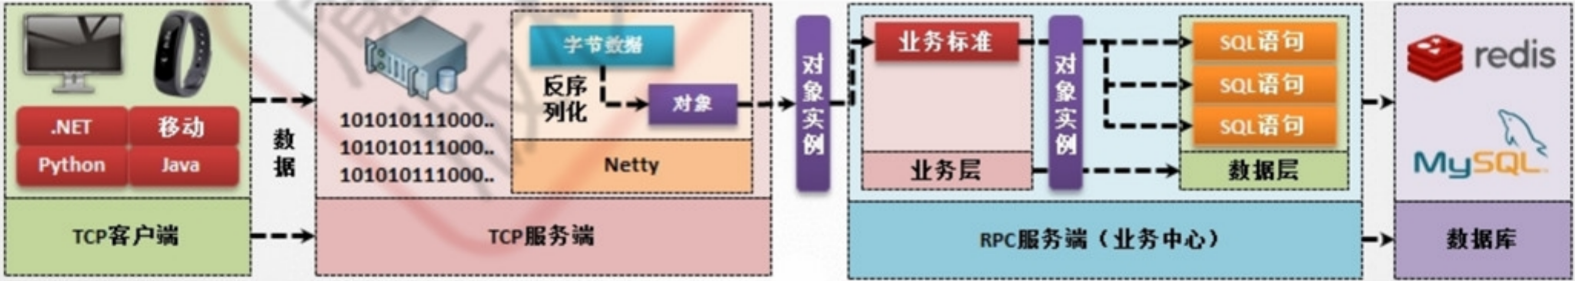 .NET
移动
Python
Java
TCP客户端
数据
101010111000..
101010111000..
101010111000..
字节数据
反序列化
对象
Netty
TCP服务端
对象实例
业务标准
业务层
对象实例
SQL语句
SQL语句
SQL语句
数据层
RPC服务端（业务中心）
redis
MySQL
数据库